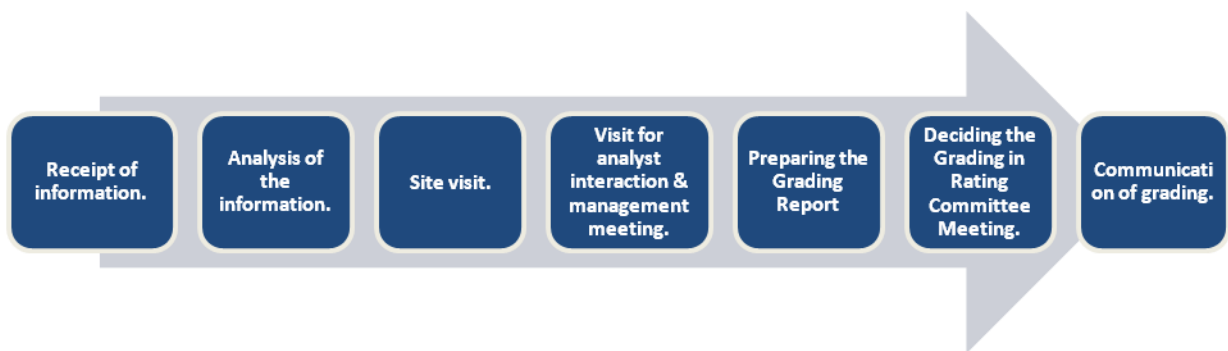 Receipt of
information.
Analysis of
the
information.
Site visit.
Visit for
analyst
interaction &
management
meeting.
Preparing the
Grading
Report
Deciding the
Grading in
Rating
Committee
Meeting.
Communicati
on of grading.